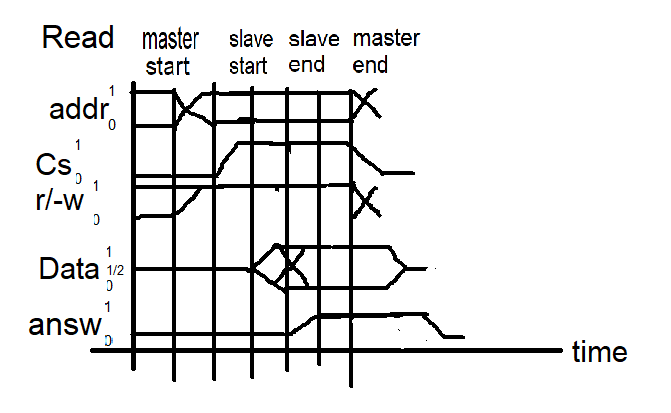 Read master slave slave master
start start end end
addr 1
0
Cs 1
0
r/-w 1
0
Data 1
1/2
0
answ 1
0
time